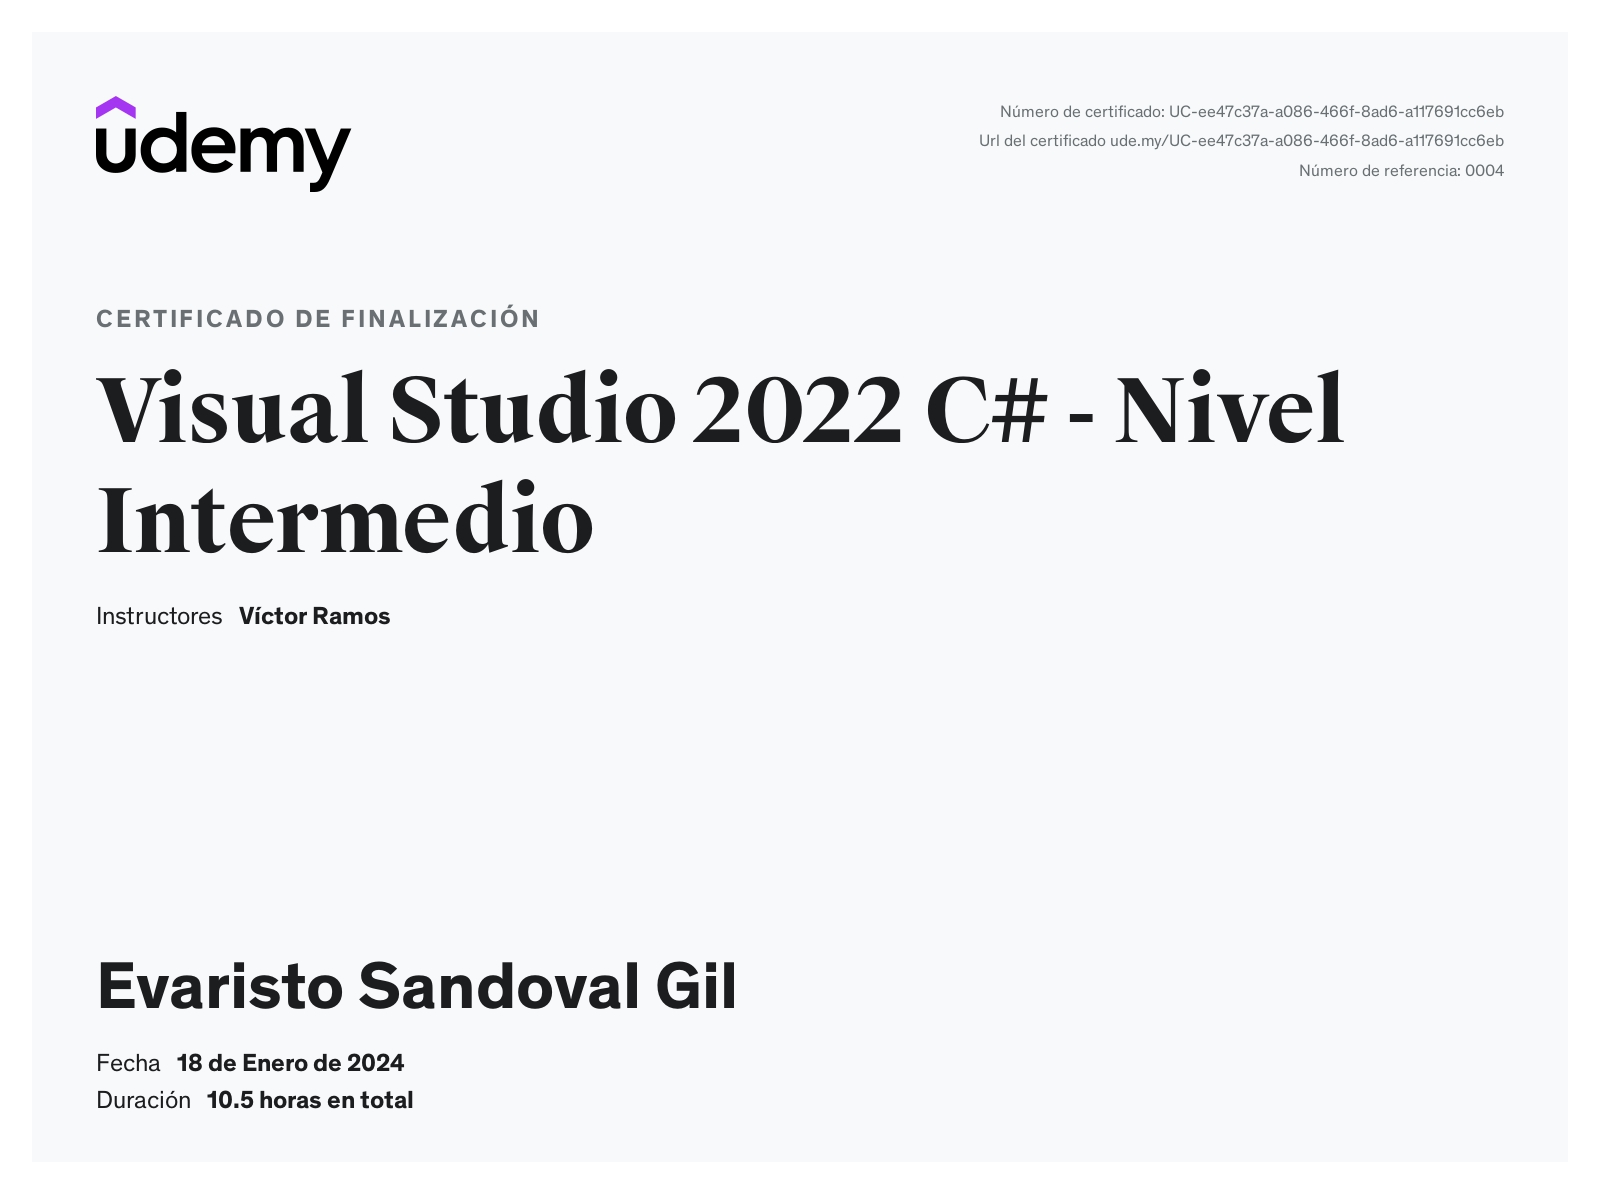 udemy
Número de certificado: UC-ee47c37a-a086-466f-8ad6-a117691cc6eb
Url del certificado ude.my/UC-ee47c37a-a086-466f-8ad6-a117691cc6eb
Número de referencia: 0004
CERTIFICADO DE FINALIZACIÓN
Visual Studio 2022 C# - Nivel
Intermedio
Instructores Víctor Ramos
Evaristo Sandoval Gil
Fecha 18 de Enero de 2024
Duración 10.5 horas en total